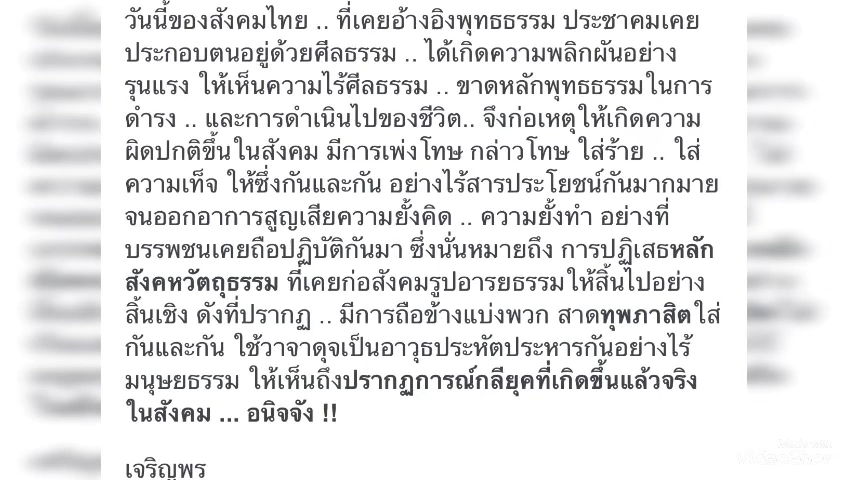 วันนี้ของสังคมไทย .. ที่เคยอ้างอิงพุทธธรรม ประชาคมเคย
ประกอบตนอยู่ด้วยศีลธรรม .. ได้เกิดความพลิกผันอย่าง
รุนแรง ให้เห็นความไร้ศีลธรรม .. ขาดหลักพุทธธรรมในการ
ดำรง .. และการดำเนินไปของชีวิต.. จึงก่อเหตุให้เกิดความ
ผิดปกติขึ้นในสังคม มีการเพ่งโทษ กล่าวโทษ ใส่ร้าย .. ใส่
ความเท็จ ให้ซึ่งกันและกัน อย่างไร้สารประโยชน์กันมากมาย
จนออกอาการสูญเสียความยั้งคิด .. ความยั้งทำ อย่างที่
บรรพชนเคยถือปฏิบัติกันมา ซึ่งนั่นหมายถึง การปฏิเสธหลัก
สังคหวัตถุธรรม ที่เคยก่อสังคมรูปอารยธรรมให้สิ้นไปอย่าง
สิ้นเชิง ดังที่ปรากฏ .. มีการถือข้างแบ่งพวก สาดทุพภาสิตใส่
กันและกัน ใช้วาจาดุจเป็นอาวุธประหัตประหารกันอย่างไร้
มนุษยธรรม ให้เห็นถึงปรากฏการณ์กลียุคที่เกิดขึ้นแล้วจริง
ในสังคม ... อนิจจัง !!
เจริญพร